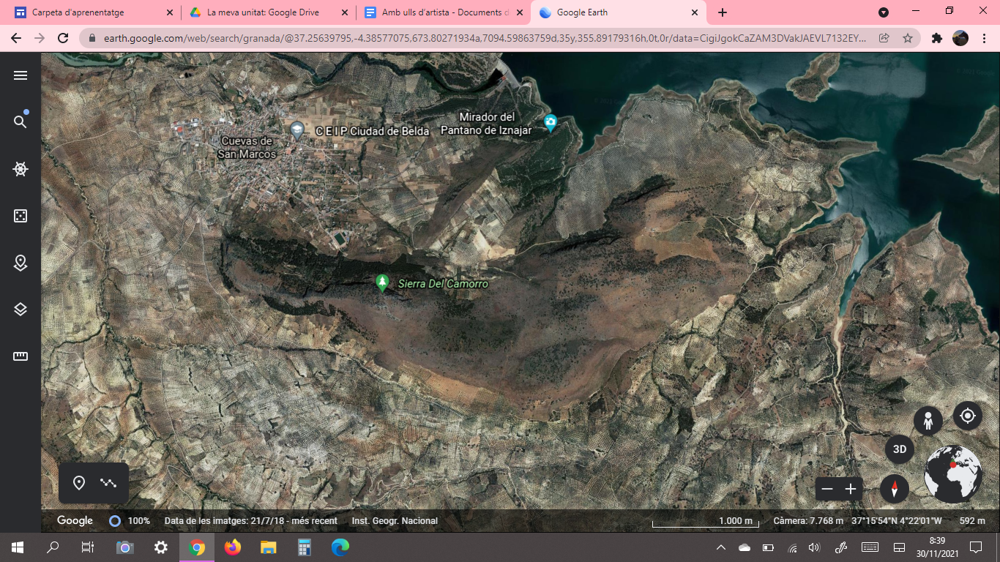 Carpeta d'aprenentatge
La meva unitat: Google Drive
Amb ulls d'artista - Documents d
Google Earth
earth.google.com/web/search/granada/@37.25639795,-4.38577075,673.80271934a,7094.59863759d,35y,355.89179316h,0t,0r/data=CigiJgokCaZAM3DVakJAEVL7132EY...
Mirador del
Pantano de Iznajar
C E I P Ciudad de Belda
Cuevas de
San Marcos
Sierra Del Camorro
3D
Google
100%
Data de les imatges: 21/7/18 - més recent
Inst. Geogr. Nacional
1.000 m
Càmera: 7.768 m
37°15'54"N 4°22'01"W
592 m
8:39
30/11/2021